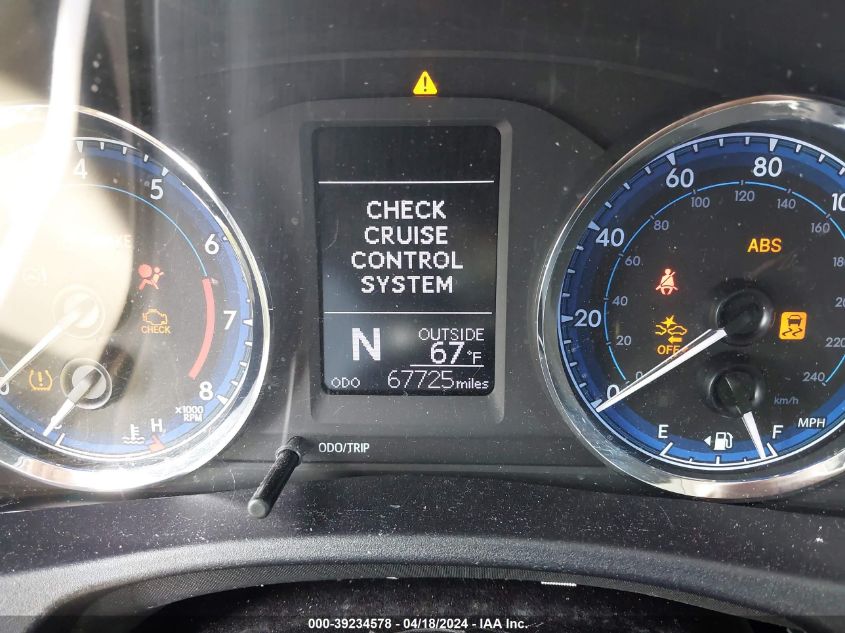 CHECK
CRUISE
CONTROL
SYSTEM
N
OUTSIDE
67°F
ODO 67725 miles
ODO/TRIP
4
5
6
7
8
x1000
RPM
CHECK
H
0
20
40
60
80
0
20
40
60
80
100
120
140
160
220
240
km/h
MPH
ABS
OFF
E
F
000-39234578 - 04/18/2024 - IAA Inc.